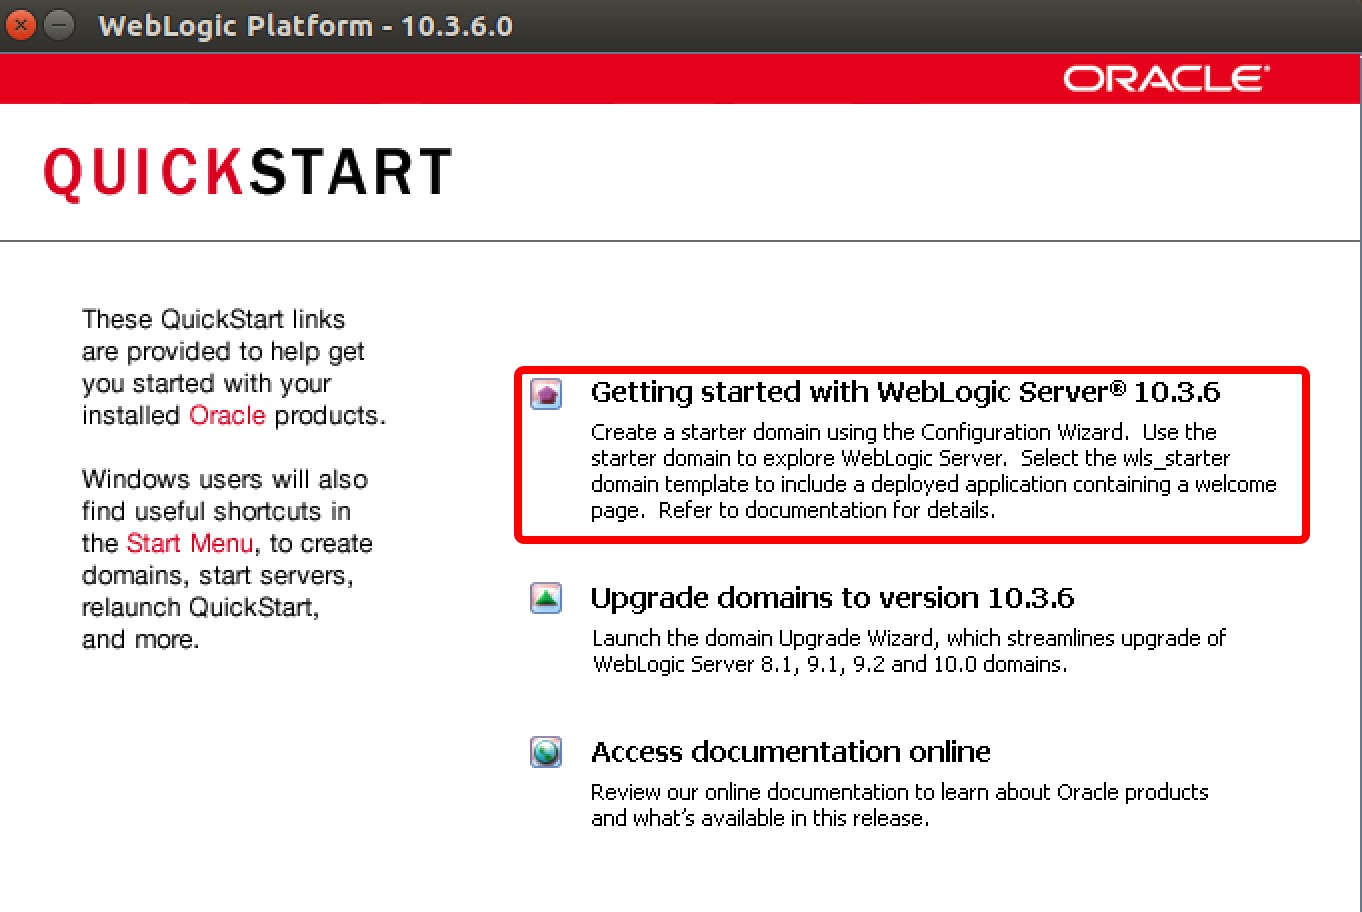 WebLogic Platform - 10.3.6.0
ORACLE®
QUICKSTART
These QuickStart links
are provided to help get
you started with your
installed Oracle products.
Windows users will also
find useful shortcuts in
the Start Menu, to create
domains, start servers,
relaunch QuickStart,
and more.
Getting started with WebLogic Server® 10.3.6
Create a starter domain using the Configuration Wizard.  Use the
starter domain to explore WebLogic Server.  Select the wls_starter
domain template to include a deployed application containing a welcome
page.  Refer to documentation for details.
Upgrade domains to version 10.3.6
Launch the domain Upgrade Wizard, which streamlines upgrade of
WebLogic Server 8.1, 9.1, 9.2 and 10.0 domains.
Access documentation online
Review our online documentation to learn about Oracle products
and what's available in this release.